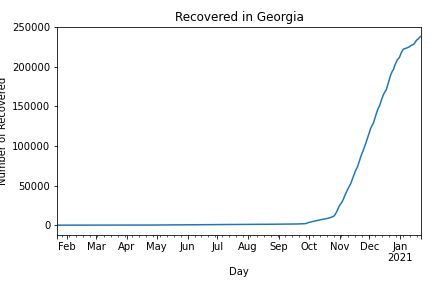 Recovered in Georgia
Number of Recovered
250000
200000
150000
100000
50000
0
Feb Mar Apr May Jun Jul Aug Sep Oct Nov Dec Jan
2021
Day